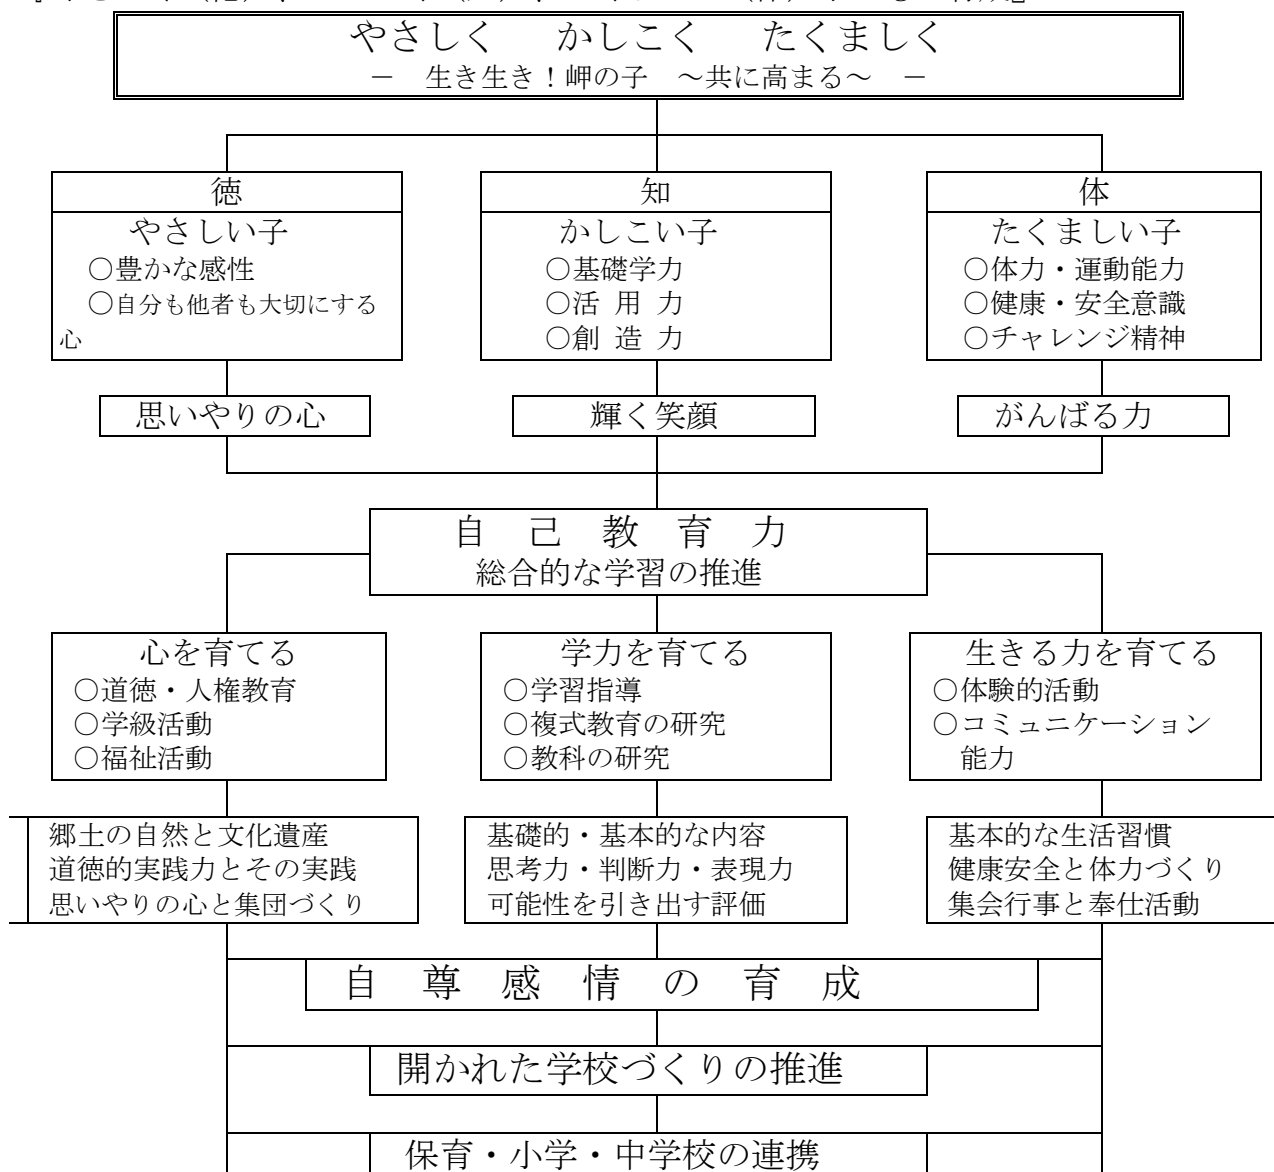 やさしく　かしこく　たくましく
－　生き生き！岬の子　～共に高まる～　－
徳
やさしい子
○豊かな感性
○自分も他者も大切にする
心
知
かしこい子
○基礎学力
○活 用 力
○創 造 力
体
たくましい子
○体力・運動能力
○健康・安全意識
○チャレンジ精神
思いやりの心
輝く笑顔
がんばる力
自　己　教　育　力
総合的な学習の推進
心を育てる
○道徳・人権教育
○学級活動
○福祉活動
学力を育てる
○学習指導
○複式教育の研究
○教科の研究
生きる力を育てる
○体験的活動
○コミュニケーション
能力
郷土の自然と文化遺産
道徳的実践力とその実践
思いやりの心と集団づくり
基礎的・基本的な内容
思考力・判断力・表現力
可能性を引き出す評価
基本的な生活習慣
健康安全と体力づくり
集会行事と奉仕活動
自　尊　感　情　の　育　成
開かれた学校づくりの推進
保育・小学・中学校の連携